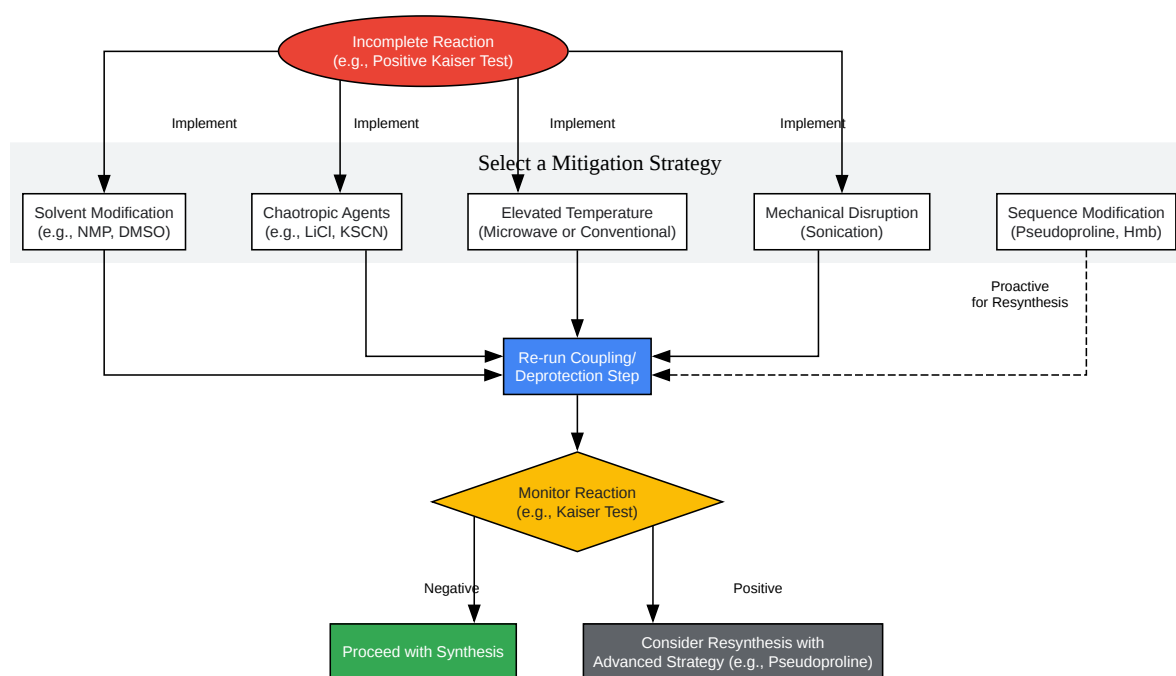 Incomplete Reaction
(e.g., Positive Kaiser Test)
Implement
Implement
Implement
Implement
Select a Mitigation Strategy
Solvent Modification
(e.g., NMP, DMSO)
Chaotropic Agents
(e.g., LiCl, KSCN)
Elevated Temperature
(Microwave or Conventional)
Mechanical Disruption
(Sonication)
Sequence Modification
(Pseudoproline, Hmb)
Proactive
for Resynthesis
Re-run Coupling/
Deprotection Step
Monitor Reaction
(e.g., Kaiser Test)
Negative
Positive
Proceed with Synthesis
Consider Resynthesis with
Advanced Strategy (e.g., Pseudoproline)